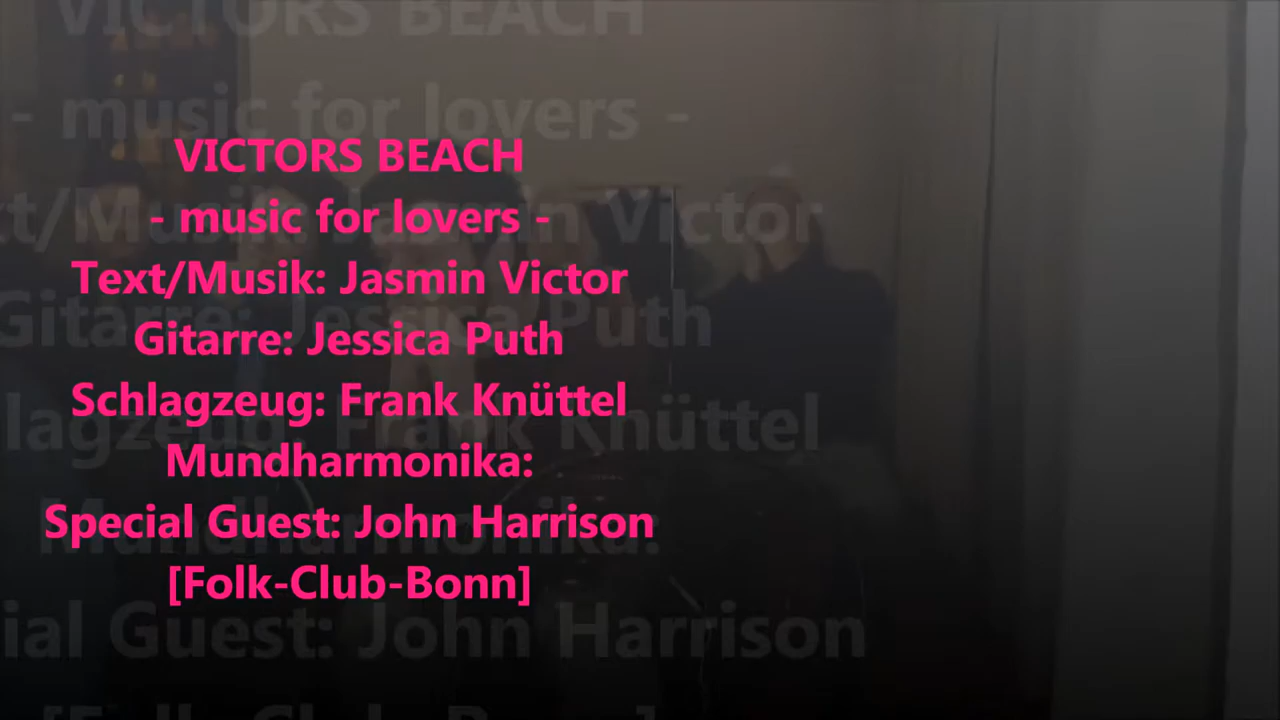 VICTORS BEACH
- music for lovers -
Text/Musik: Jasmin Victor
Gitarre: Jessica Puth
Schlagzeug: Frank Knüttel
Mundharmonika:
Special Guest: John Harrison
[Folk-Club-Bonn]